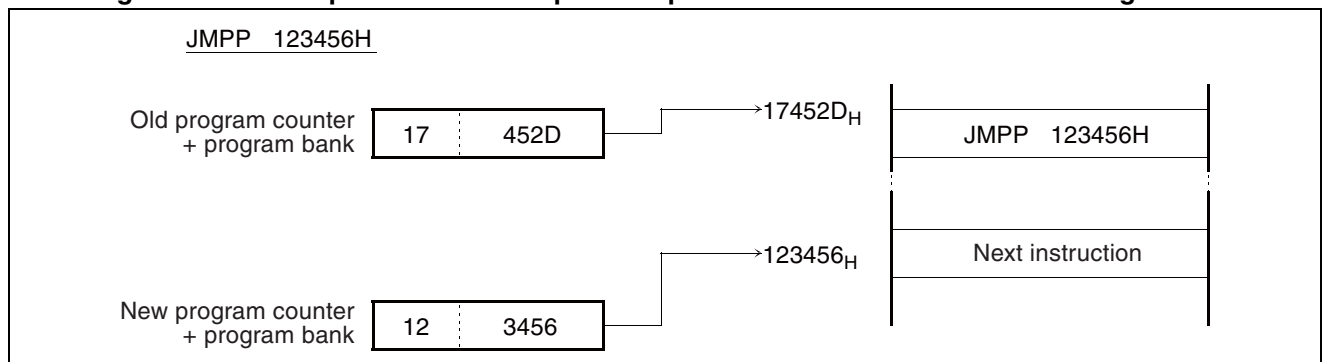 JMPP 123456H
Old program counter
+ program bank
17 452D
17452DH
JMPP 123456H
123456H
Next instruction
New program counter
+ program bank
12 3456